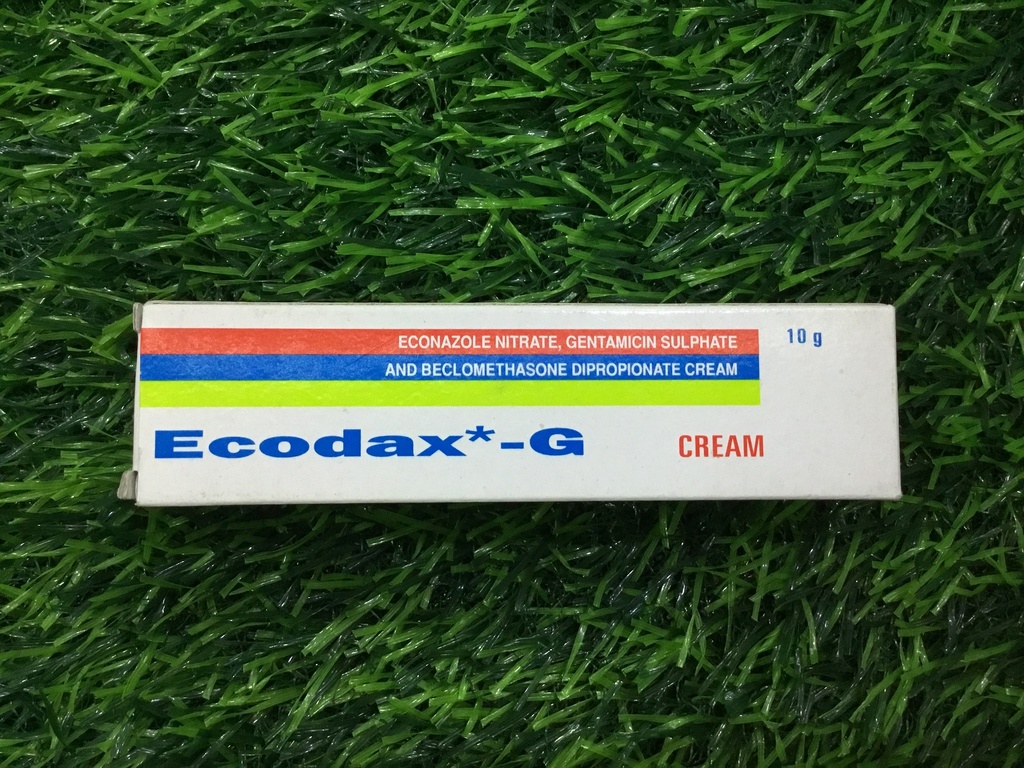 ECONAZOLE NITRATE, GENTAMICIN SULPHATE
AND BECLOMETHASONE DIPROPIONATE CREAM
10 g
Ecodax*-G
CREAM